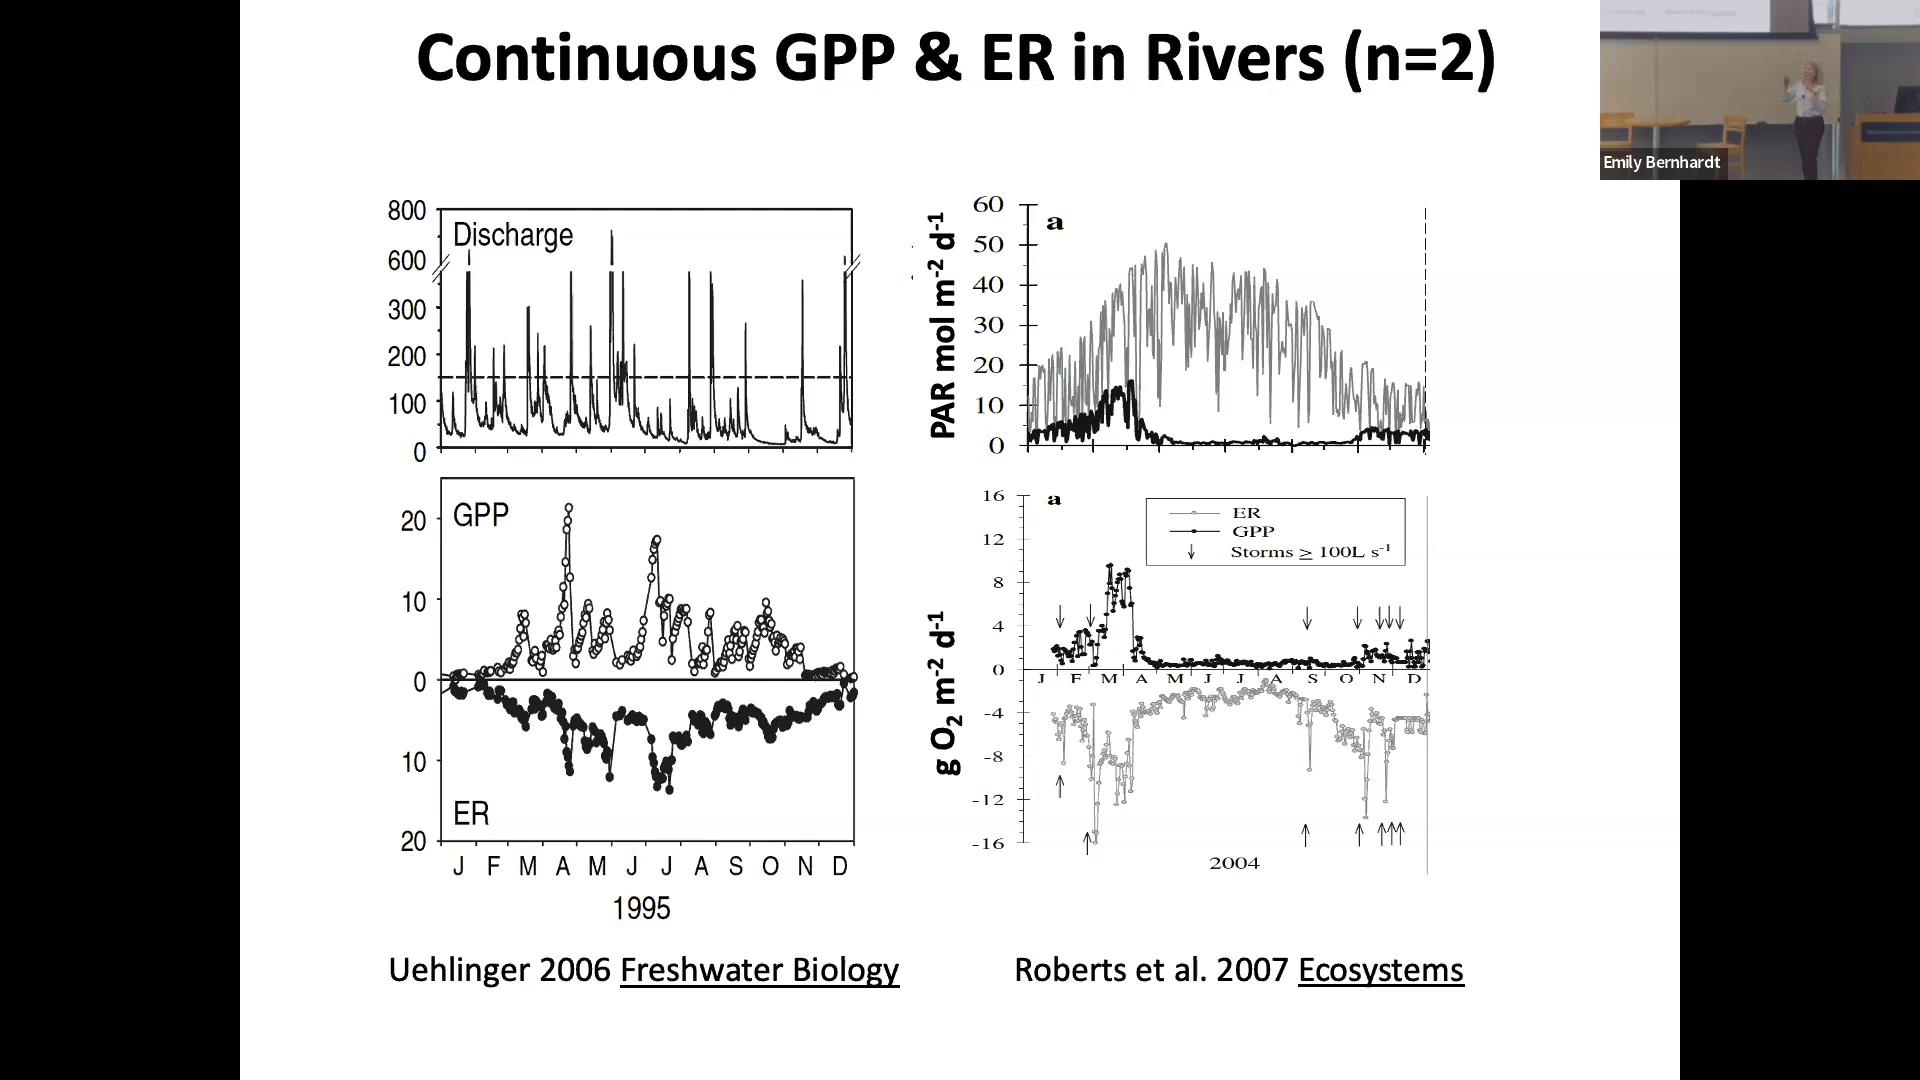 Continuous GPP & ER in Rivers (n=2)
Emily Bernhardt
800
600
300
200
100
0
Discharge
20
10
0
10
20
GPP
ER
J F M A M J J A S O N D
1995
Uehlinger 2006 Freshwater Biology
PAR mol m-2 d-1
60
50
40
30
20
10
0
a
g O2 m-2 d-1
16
12
8
4
0
-4
-8
-12
-16
a
ER
GPP
Storms ≥ 100L s-1
J F M A M J J A S O N D
2004
Roberts et al. 2007 Ecosystems